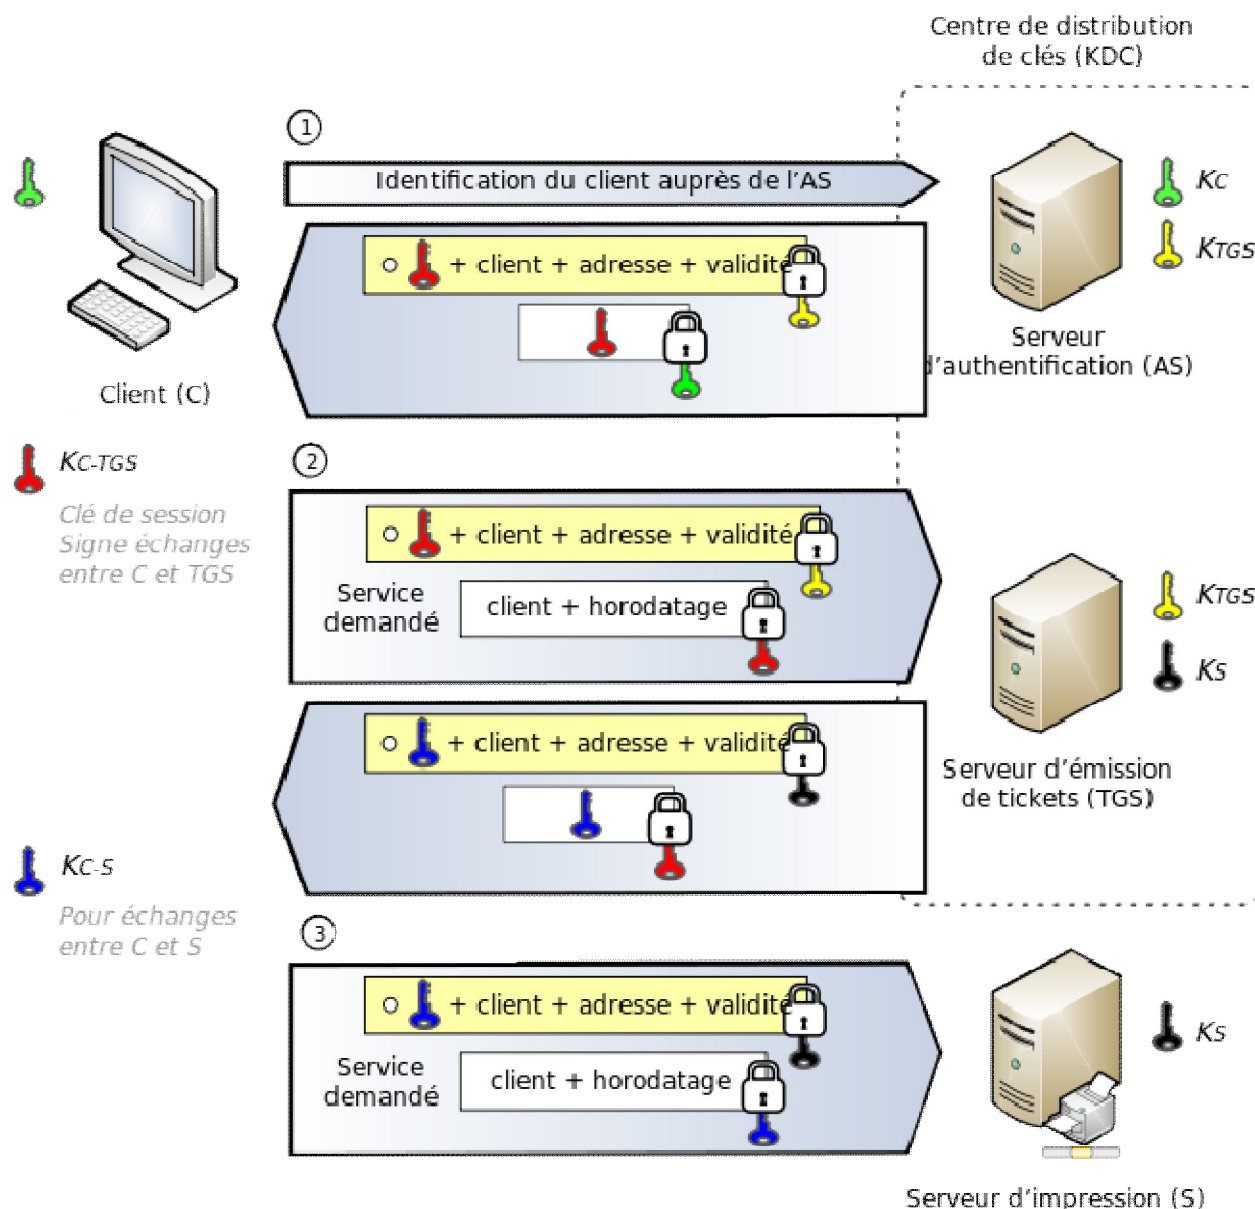 Centre de distribution
de clés (KDC)
1
Identification du client auprès de l'AS
KC
KTGS
+ client + adresse + validité
Serveur
d'authentification (AS)
Client (C)
KC-TGS
Clé de session
Signe échanges
entre C et TGS
2
+ client + adresse + validité
Service
demandé
client + horodatage
KTGS
KS
+ client + adresse + validité
Serveur d'émission
de tickets (TGS)
KC-S
Pour échanges
entre C et S
3
+ client + adresse + validité
Service
demandé
client + horodatage
KS
Serveur d'impression (S)